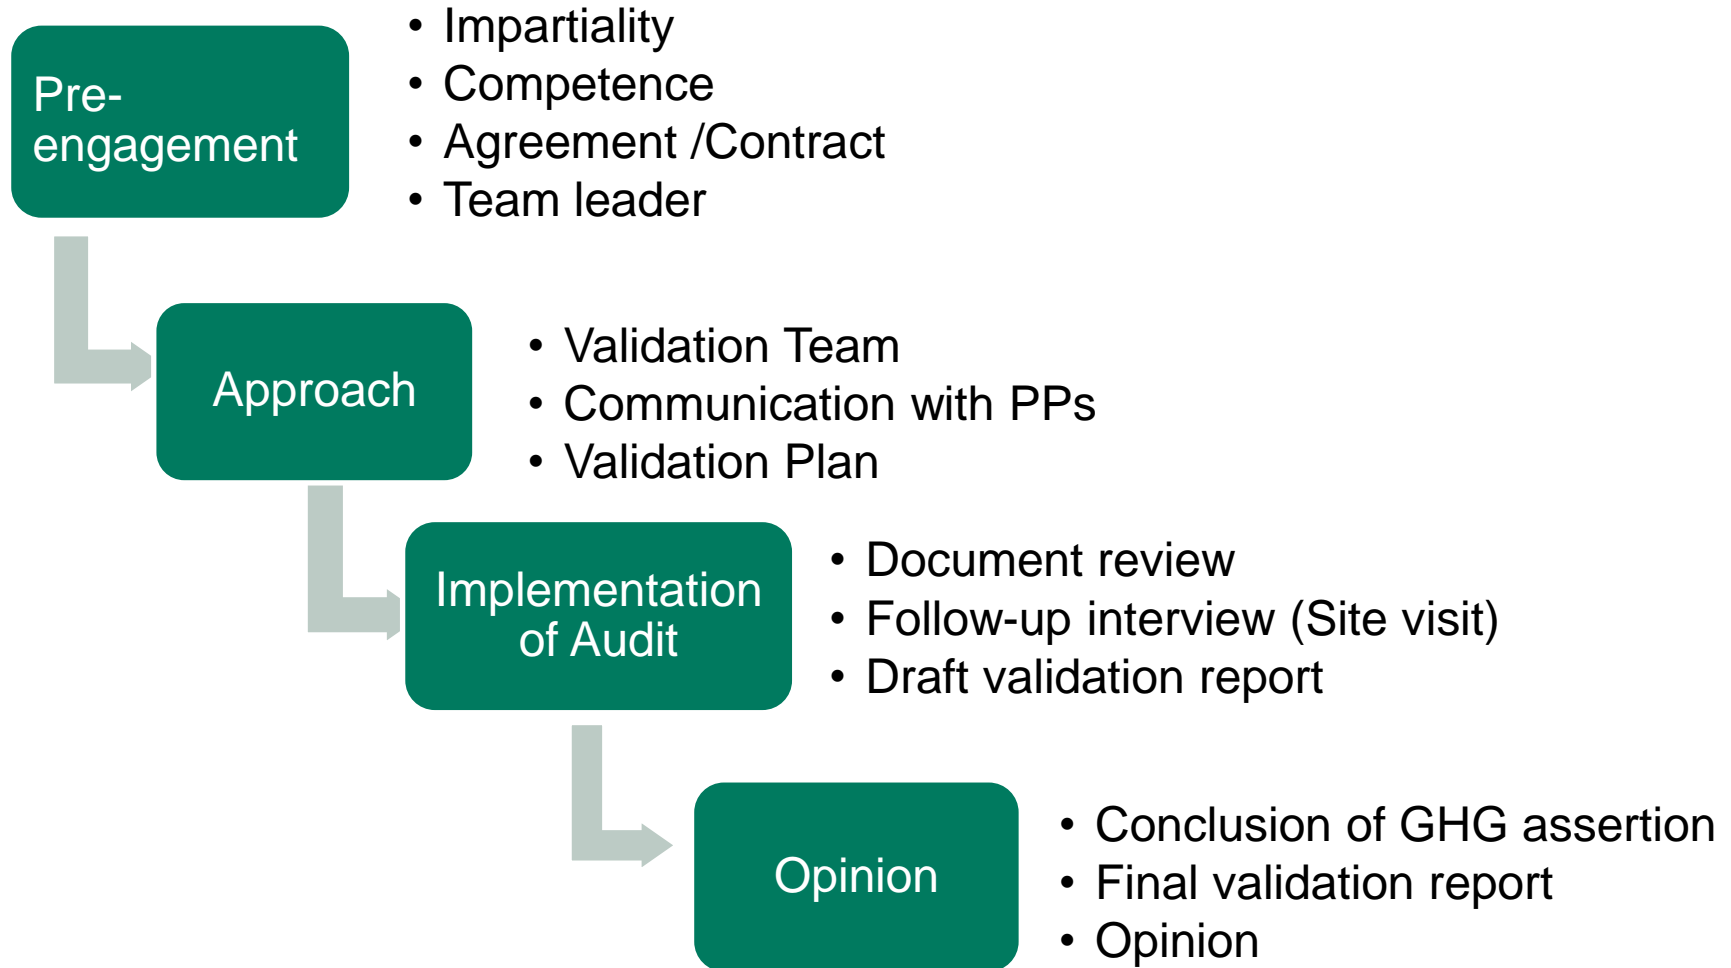 Pre-
engagement
• Impartiality
• Competence
• Agreement /Contract
• Team leader
Approach
• Validation Team
• Communication with PPs
• Validation Plan
Implementation
of Audit
• Document review
• Follow-up interview (Site visit)
• Draft validation report
Opinion
• Conclusion of GHG assertion
• Final validation report
• Opinion